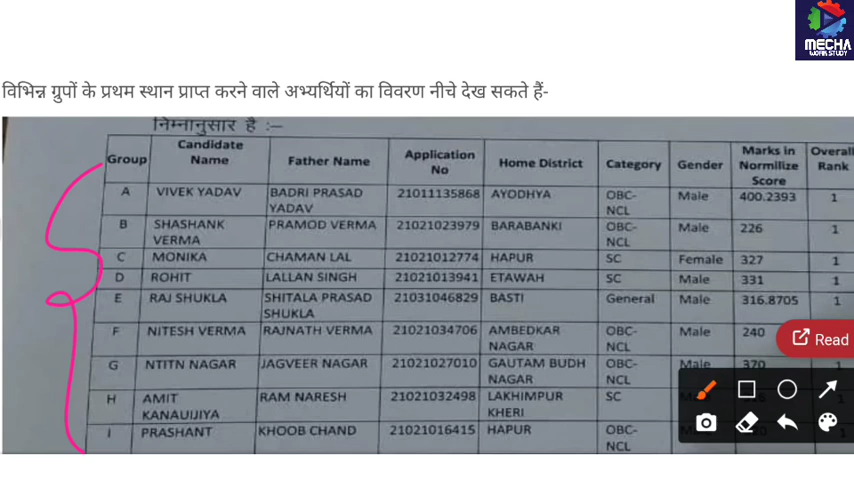 MECHA
WORK STUDY
विभिन्न ग्रुपों के प्रथम स्थान प्राप्त करने वाले अभ्यर्थियों का विवरण नीचे देख सकते हैं-
निम्नानुसार है :—
Group Candidate Name Father Name Application No Home District Category Gender Marks in Normilize Score Overall Rank
A VIVEK YADAV BADRI PRASAD YADAV 21011135868 AYODHYA OBC-NCL Male 400.2393 1
B SHASHANK VERMA PRAMOD VERMA 21021023979 BARABANKI OBC-NCL Male 226 1
C MONIKA CHAMAN LAL 21021012774 HAPUR SC Female 327 1
D ROHIT LALLAN SINGH 21021013941 ETAWAH SC Male 331 1
E RAJ SHUKLA SHITALA PRASAD SHUKLA 21031046829 BASTI General Male 316.8705 1
F NITESH VERMA RAJNATH VERMA 21021034706 AMBEDKAR NAGAR OBC-NCL Male 240
Read
G NTITN NAGAR JAGVEER NAGAR 21021027010 GAUTAM BUDH NAGAR OBC-NCL Male 370
H AMIT KANAUIJIYA RAM NARESH 21021032498 LAKHIMPUR KHERI SC
I PRASHANT KHOOB CHAND 21021016415 HAPUR OBC-NCL